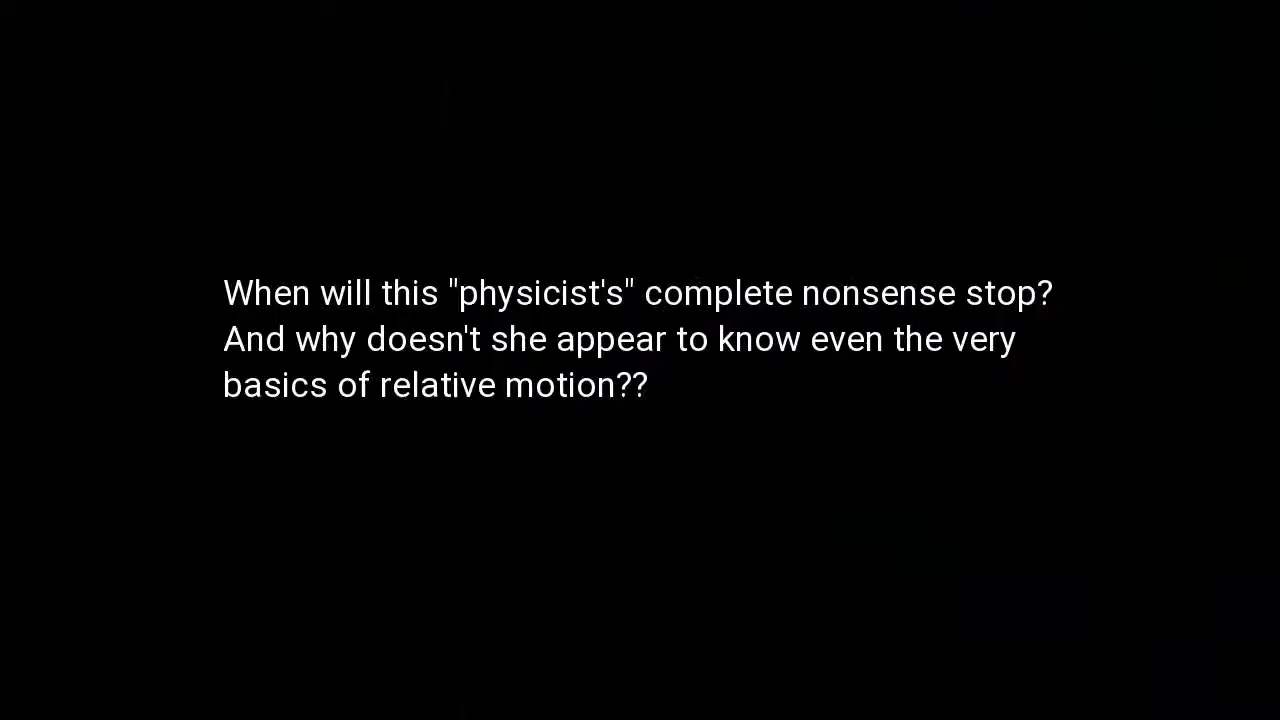 When will this "physicist's" complete nonsense stop?
And why doesn't she appear to know even the very
basics of relative motion??